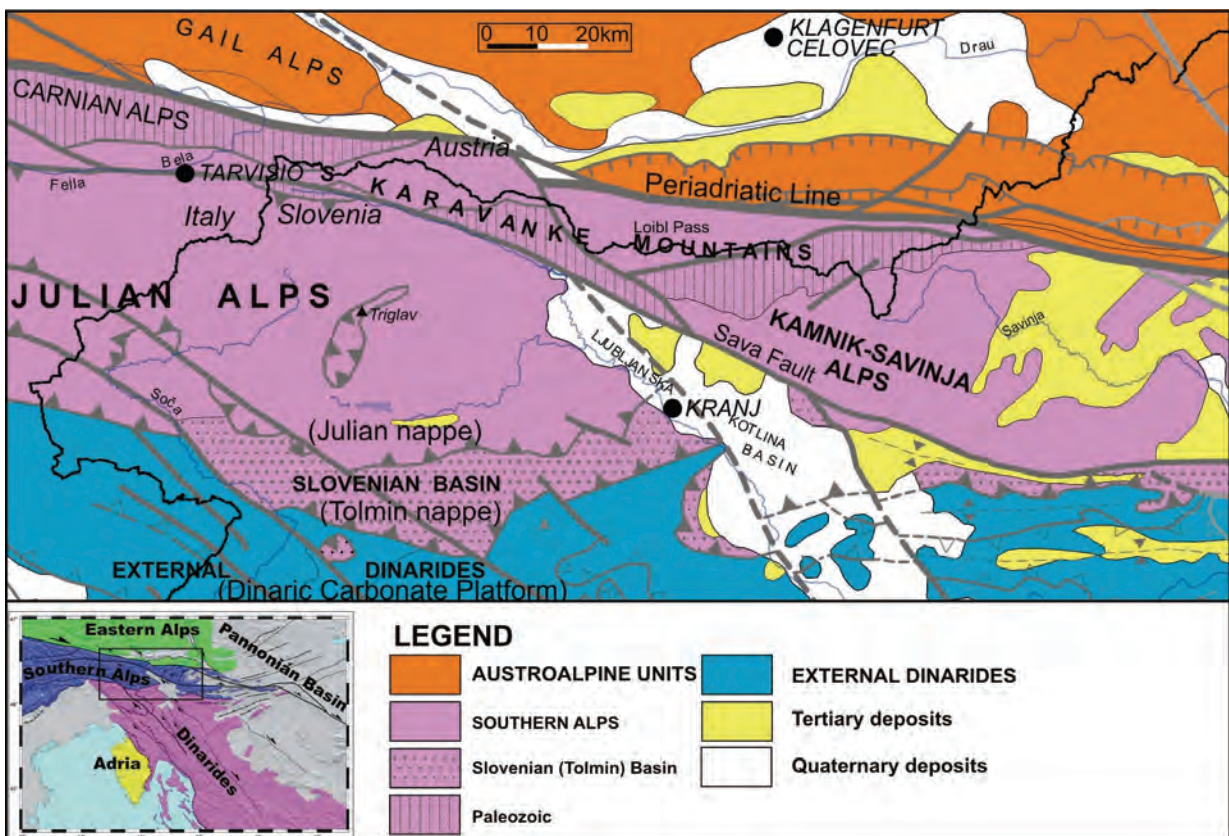 GAIL ALPS
0 10 20km
KLAGENFURT
CELOVEC
Drau
CARNIAN ALPS
Austria
Bela
TARVISIO
Fella
Periadriatic Line
S KARAVANKE
Italy
Slovenia
Loibl Pass
MOUNTAINS
JULIAN ALPS
Triglav
KAMNIK-SAVINJA
ALPS
Savinja
Sava Fault
LJUBLJANSKA
KRANJ
KOTLINA
BASIN
Soča
(Julian nappe)
SLOVENIAN BASIN
(Tolmin nappe)
EXTERNAL DINARIDES
(Dinaric Carbonate Platform)
Eastern Alps
Southern Alps
Pannonián Basin
Dinarides
Adria
LEGEND
AUSTROALPINE UNITS
SOUTHERN ALPS
Slovenian (Tolmin) Basin
Paleozoic
EXTERNAL DINARIDES
Tertiary deposits
Quaternary deposits